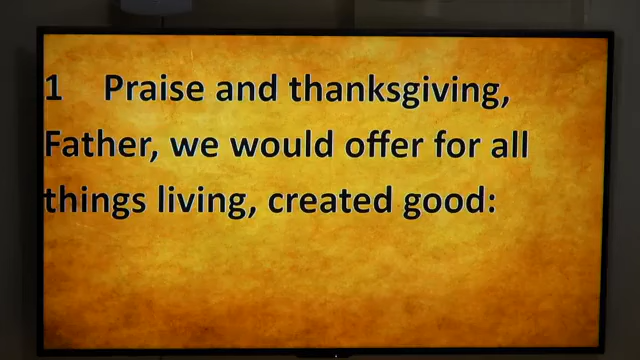 1 Praise and thanksgiving,
Father, we would offer for all
things living, created good: